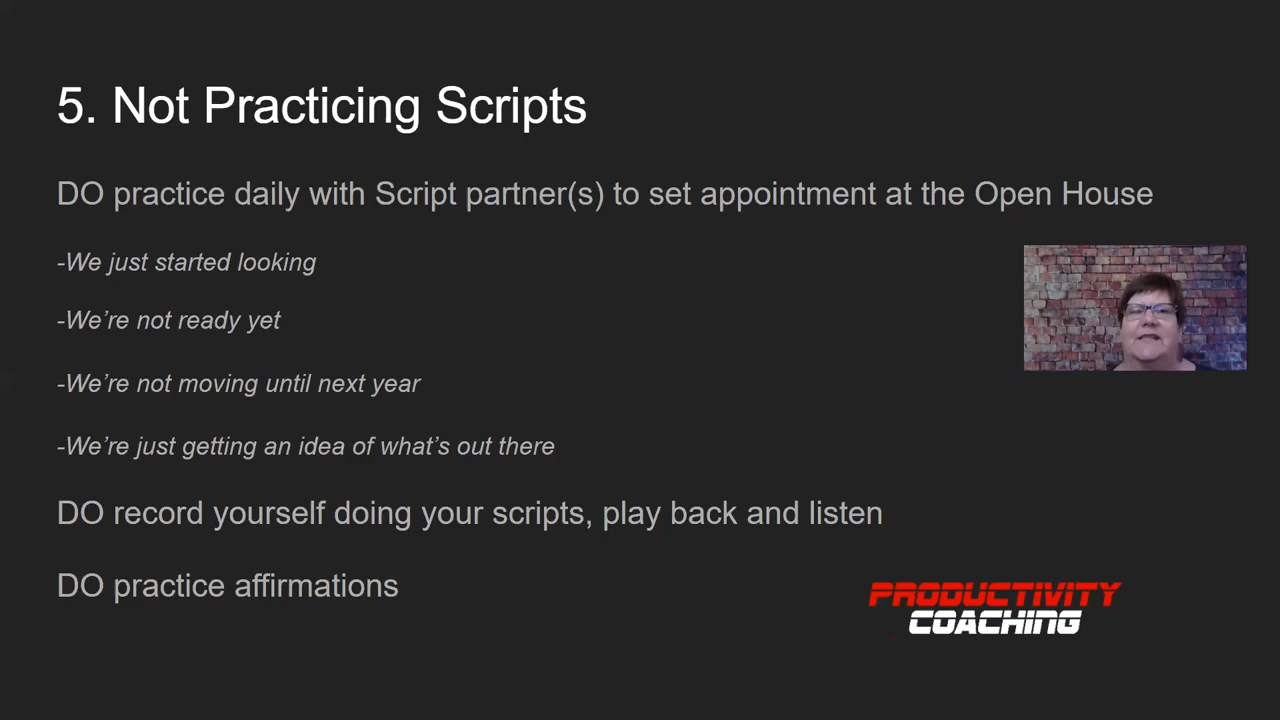 5. Not Practicing Scripts
DO practice daily with Script partner(s) to set appointment at the Open House
-We just started looking
-We’re not ready yet
-We’re not moving until next year
-We’re just getting an idea of what’s out there
DO record yourself doing your scripts, play back and listen
DO practice affirmations
PRODUCTIVITY
COACHING